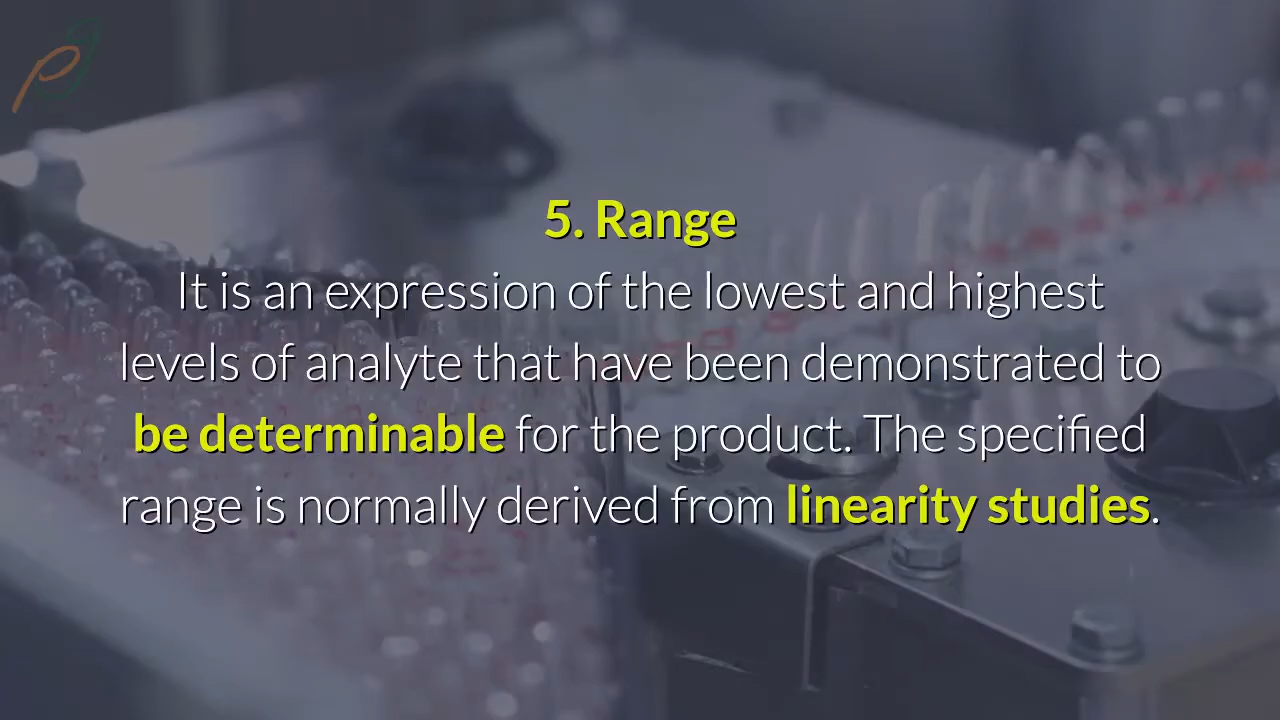 5. Range
It is an expression of the lowest and highest
levels of analyte that have been demonstrated to
be determinable for the product. The specified
range is normally derived from linearity studies.